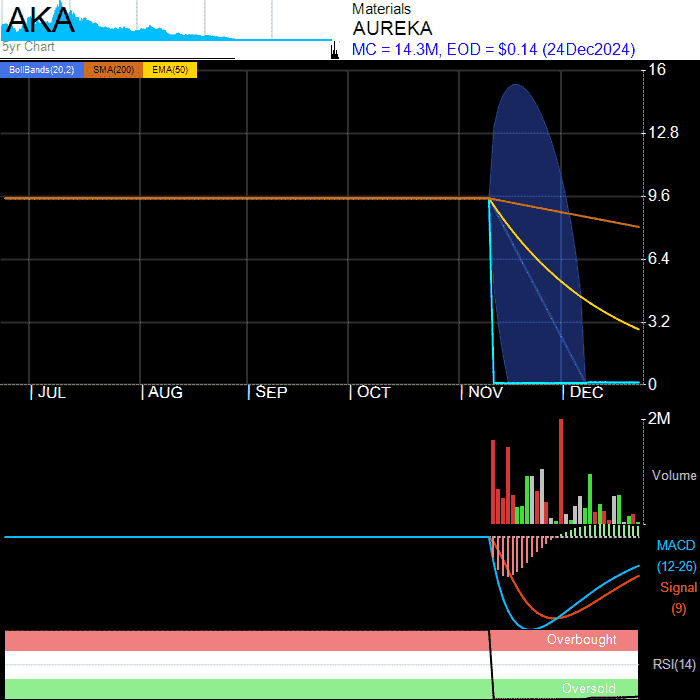 AKA
5yr Chart
Materials
AUREKA
MC = 14.3M, EOD = $0.14 (24Dec2024)
BollBands(20,2) SMA(200) EMA(50)
16
12.8
9.6
6.4
3.2
0
JUL AUG SEP OCT NOV DEC
2M
Volume
MACD
(12-26)
Signal
(9)
Overbought
RSI(14)
Oversold